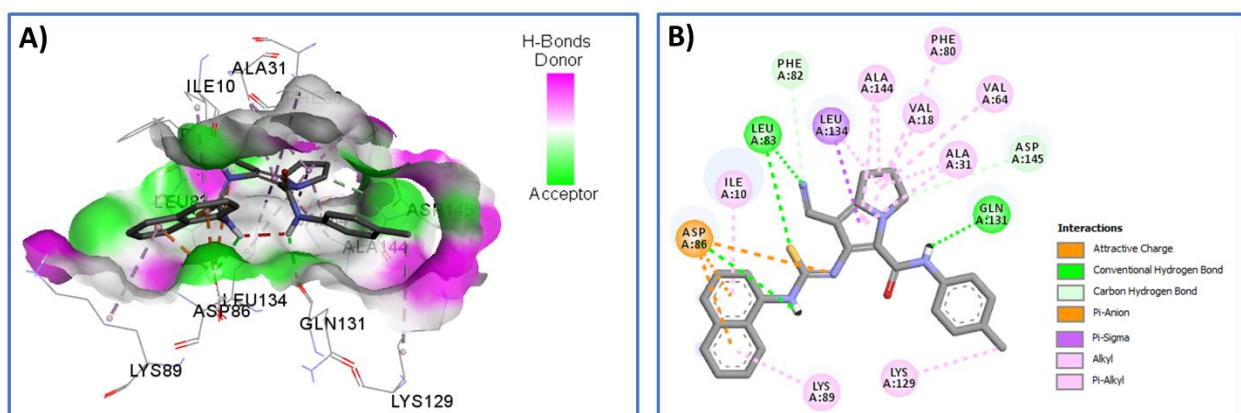 A)
H-Bonds
Donor
Acceptor
ALA31
ILE10
ASP145
ALA144
LEU134
ASP86
GLN131
LYS89
LYS129
B)
PHE
A:80
PHE
A:82
ALA
A:144
VAL
A:64
VAL
A:18
LEU
A:83
LEU
A:134
ASP
A:145
ALA
A:31
ILE
A:10
GLN
A:131
ASP
A:86
LYS
A:89
LYS
A:129
Interactions
Attractive Charge
Conventional Hydrogen Bond
Carbon Hydrogen Bond
Pi-Anion
Pi-Sigma
Alkyl
Pi-Alkyl